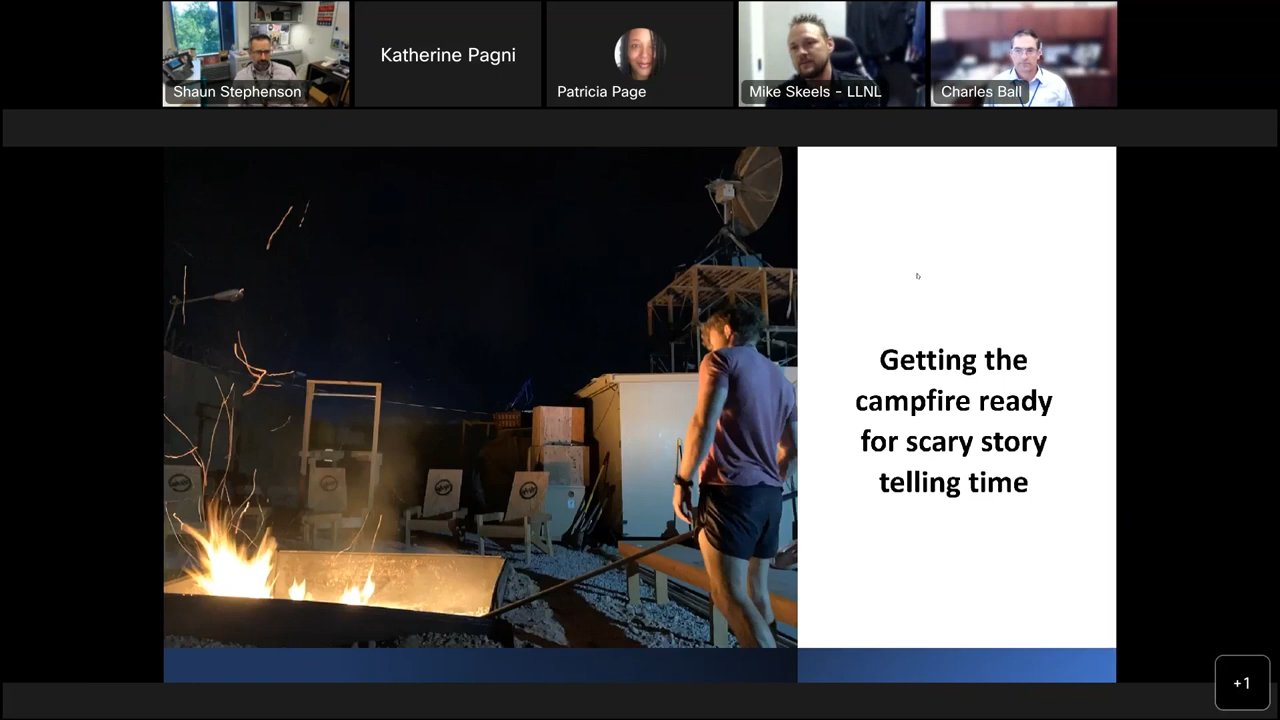 Shaun Stephenson
Katherine Pagni
Patricia Page
Mike Skeels - LLNL
Charles Ball
Getting the
campfire ready
for scary story
telling time
+1